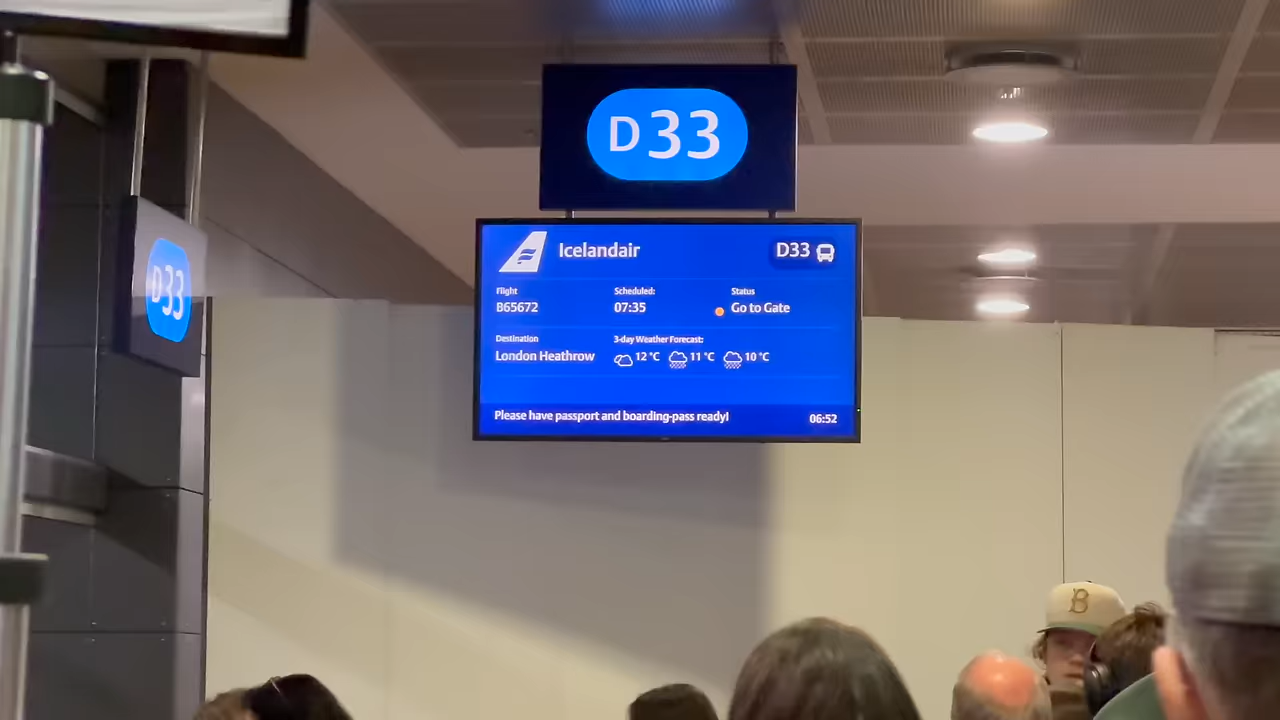 D33
D33
Icelandair
D33
Flight
Scheduled:
Status
B65672
07:35
Go to Gate
Destination
3-day Weather Forecast:
London Heathrow
12 °C
11 °C
10 °C
Please have passport and boarding-pass ready!
06:52
B